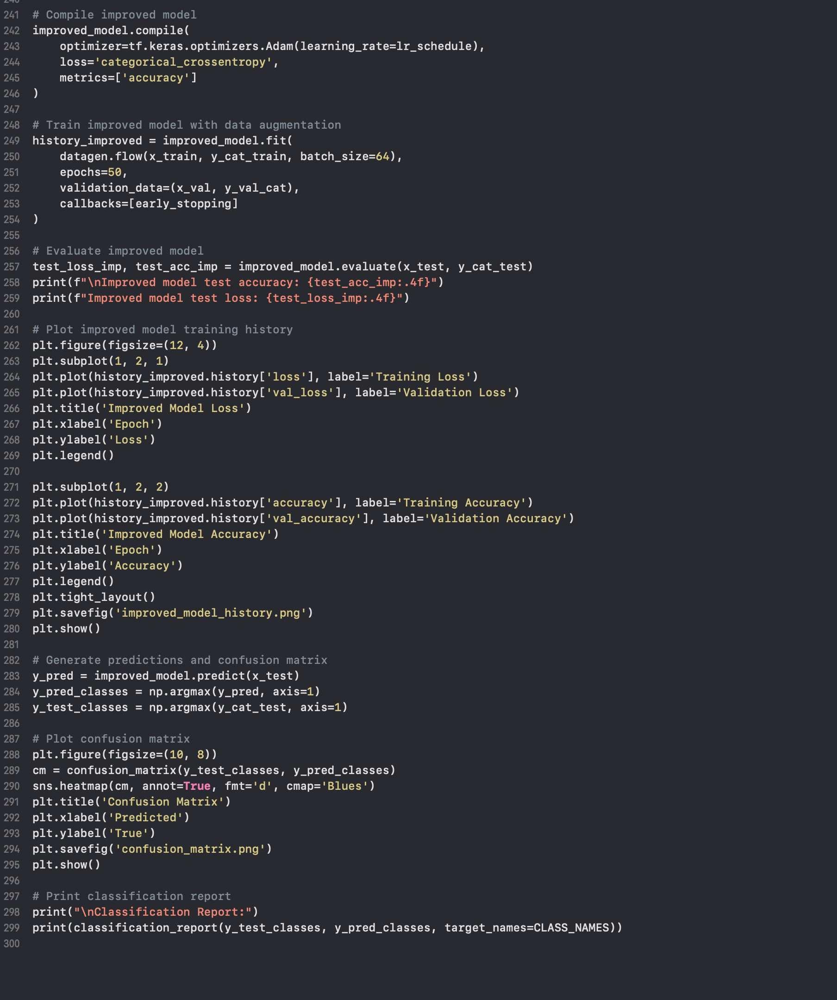 240
241 # Compile improved model
242 improved_model.compile(
243     optimizer=tf.keras.optimizers.Adam(learning_rate=lr_schedule),
244     loss='categorical_crossentropy',
245     metrics=['accuracy']
246 )
247
248 # Train improved model with data augmentation
249 history_improved = improved_model.fit(
250     datagen.flow(x_train, y_cat_train, batch_size=64),
251     epochs=50,
252     validation_data=(x_val, y_val_cat),
253     callbacks=[early_stopping]
254 )
255
256 # Evaluate improved model
257 test_loss_imp, test_acc_imp = improved_model.evaluate(x_test, y_cat_test)
258 print(f"\nImproved model test accuracy: {test_acc_imp:.4f}")
259 print(f"Improved model test loss: {test_loss_imp:.4f}")
260
261 # Plot improved model training history
262 plt.figure(figsize=(12, 4))
263 plt.subplot(1, 2, 1)
264 plt.plot(history_improved.history['loss'], label='Training Loss')
265 plt.plot(history_improved.history['val_loss'], label='Validation Loss')
266 plt.title('Improved Model Loss')
267 plt.xlabel('Epoch')
268 plt.ylabel('Loss')
269 plt.legend()
270
271 plt.subplot(1, 2, 2)
272 plt.plot(history_improved.history['accuracy'], label='Training Accuracy')
273 plt.plot(history_improved.history['val_accuracy'], label='Validation Accuracy')
274 plt.title('Improved Model Accuracy')
275 plt.xlabel('Epoch')
276 plt.ylabel('Accuracy')
277 plt.legend()
278 plt.tight_layout()
279 plt.savefig('improved_model_history.png')
280 plt.show()
281
282 # Generate predictions and confusion matrix
283 y_pred = improved_model.predict(x_test)
284 y_pred_classes = np.argmax(y_pred, axis=1)
285 y_test_classes = np.argmax(y_cat_test, axis=1)
286
287 # Plot confusion matrix
288 plt.figure(figsize=(10, 8))
289 cm = confusion_matrix(y_test_classes, y_pred_classes)
290 sns.heatmap(cm, annot=True, fmt='d', cmap='Blues')
291 plt.title('Confusion Matrix')
292 plt.xlabel('Predicted')
293 plt.ylabel('True')
294 plt.savefig('confusion_matrix.png')
295 plt.show()
296
297 # Print classification report
298 print("\nClassification Report:")
299 print(classification_report(y_test_classes, y_pred_classes, target_names=CLASS_NAMES))
300